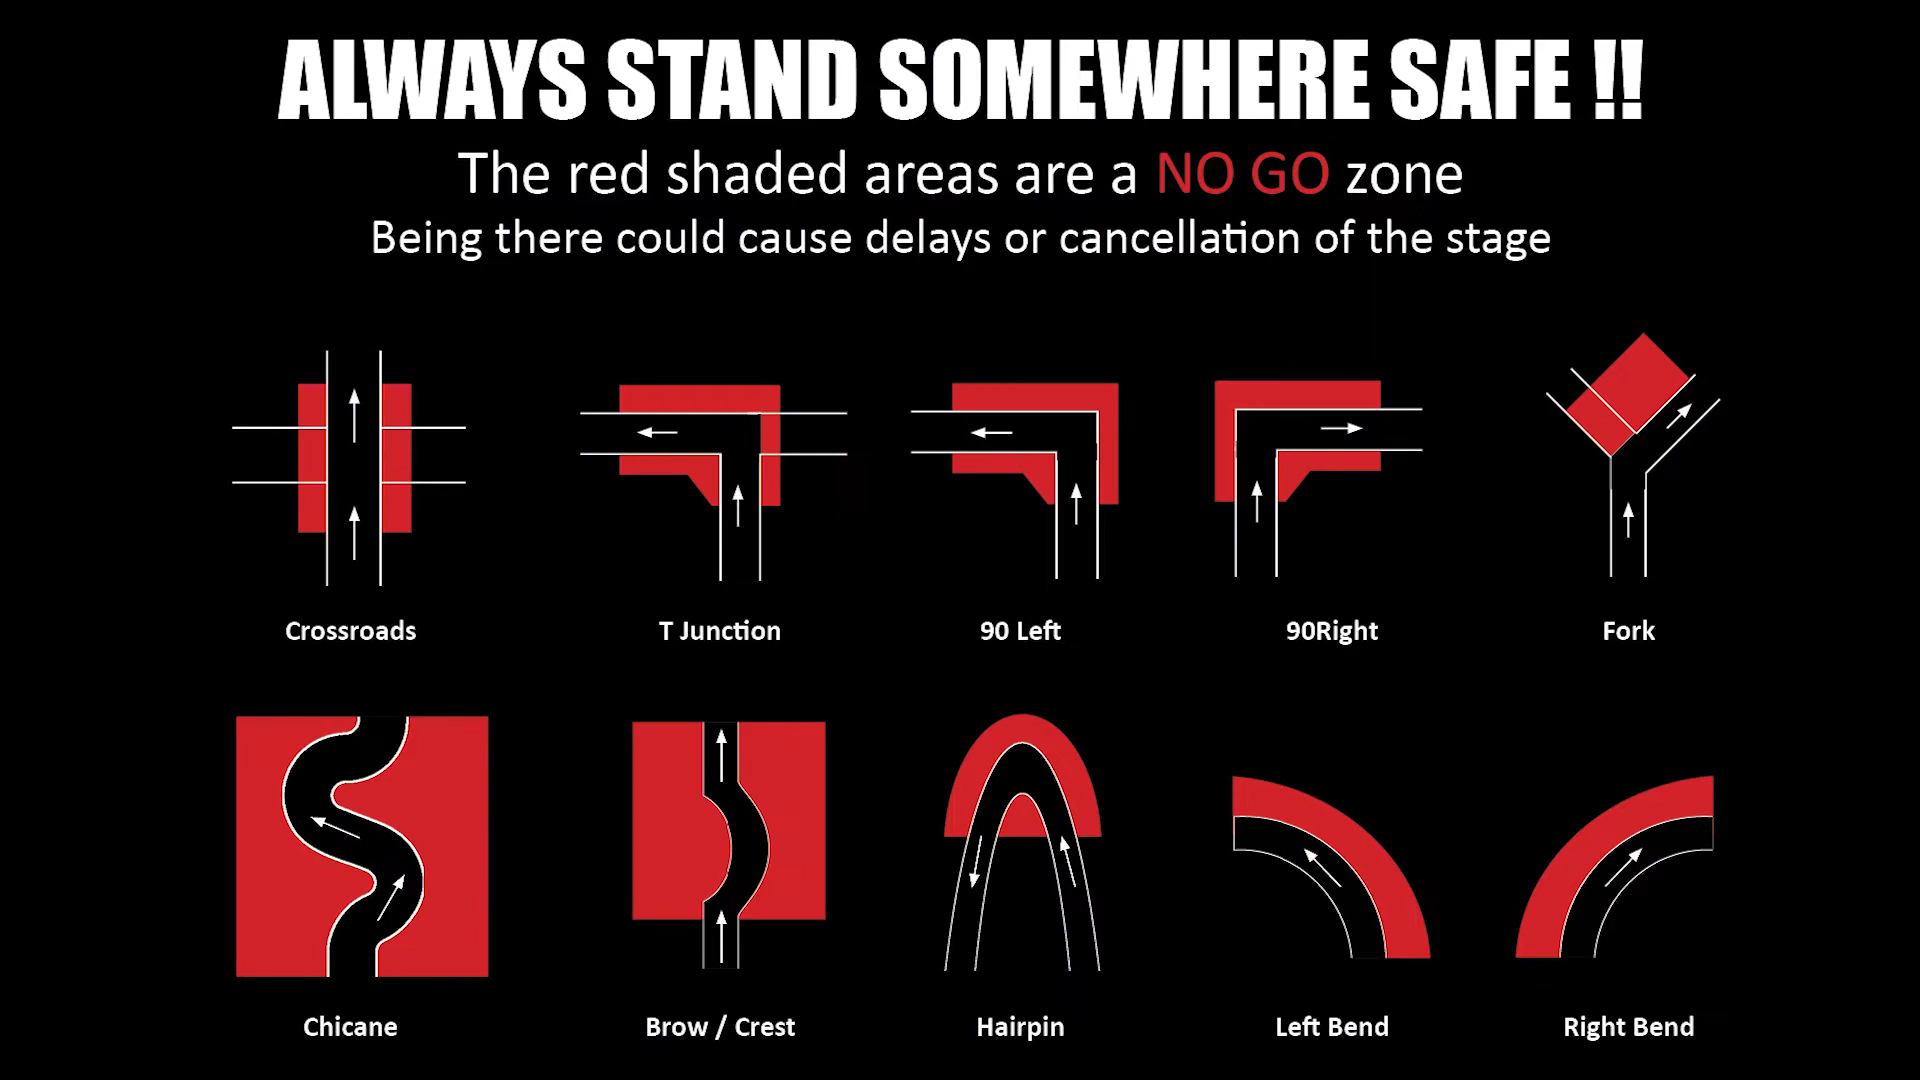 ALWAYS STAND SOMEWHERE SAFE !!
The red shaded areas are a NO GO zone
Being there could cause delays or cancellation of the stage
Crossroads
T Junction
90 Left
90Right
Fork
Chicane
Brow / Crest
Hairpin
Left Bend
Right Bend